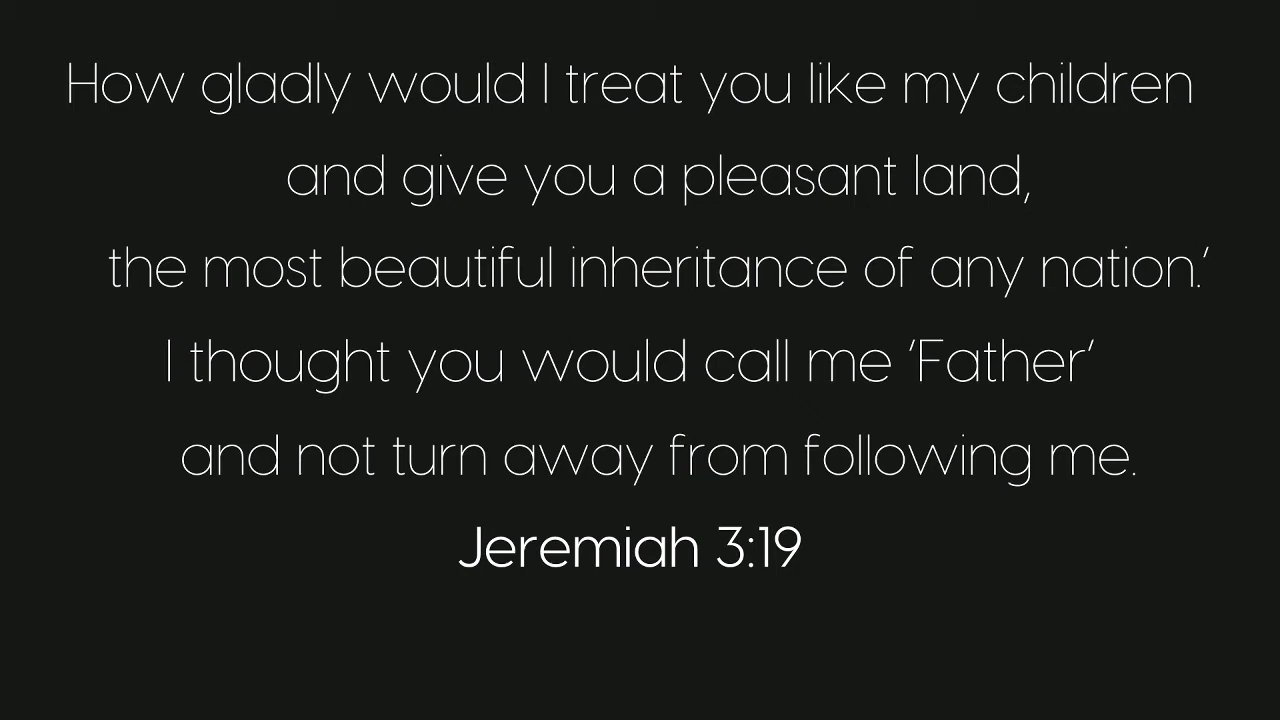 How gladly would I treat you like my children
and give you a pleasant land,
the most beautiful inheritance of any nation.’
I thought you would call me ‘Father’
and not turn away from following me.
Jeremiah 3:19